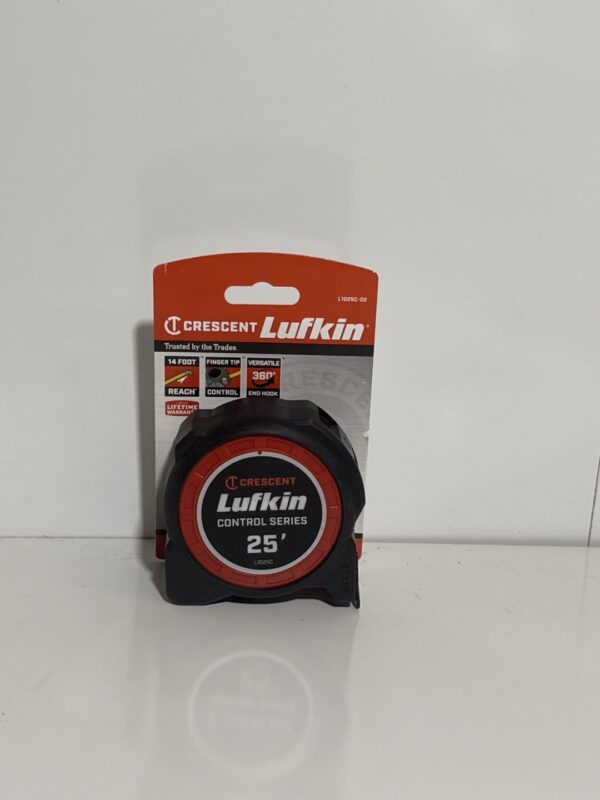 L1025C-02
CRESCENT Lufkin®
Trusted by the Trades.
14 FOOT
REACH
FINGER TIP
CONTROL
VERSATILE
360°
END HOOK
LIFETIME
WARRANTY
CRESCENT
Lufkin
CONTROL SERIES
25'
L1025C